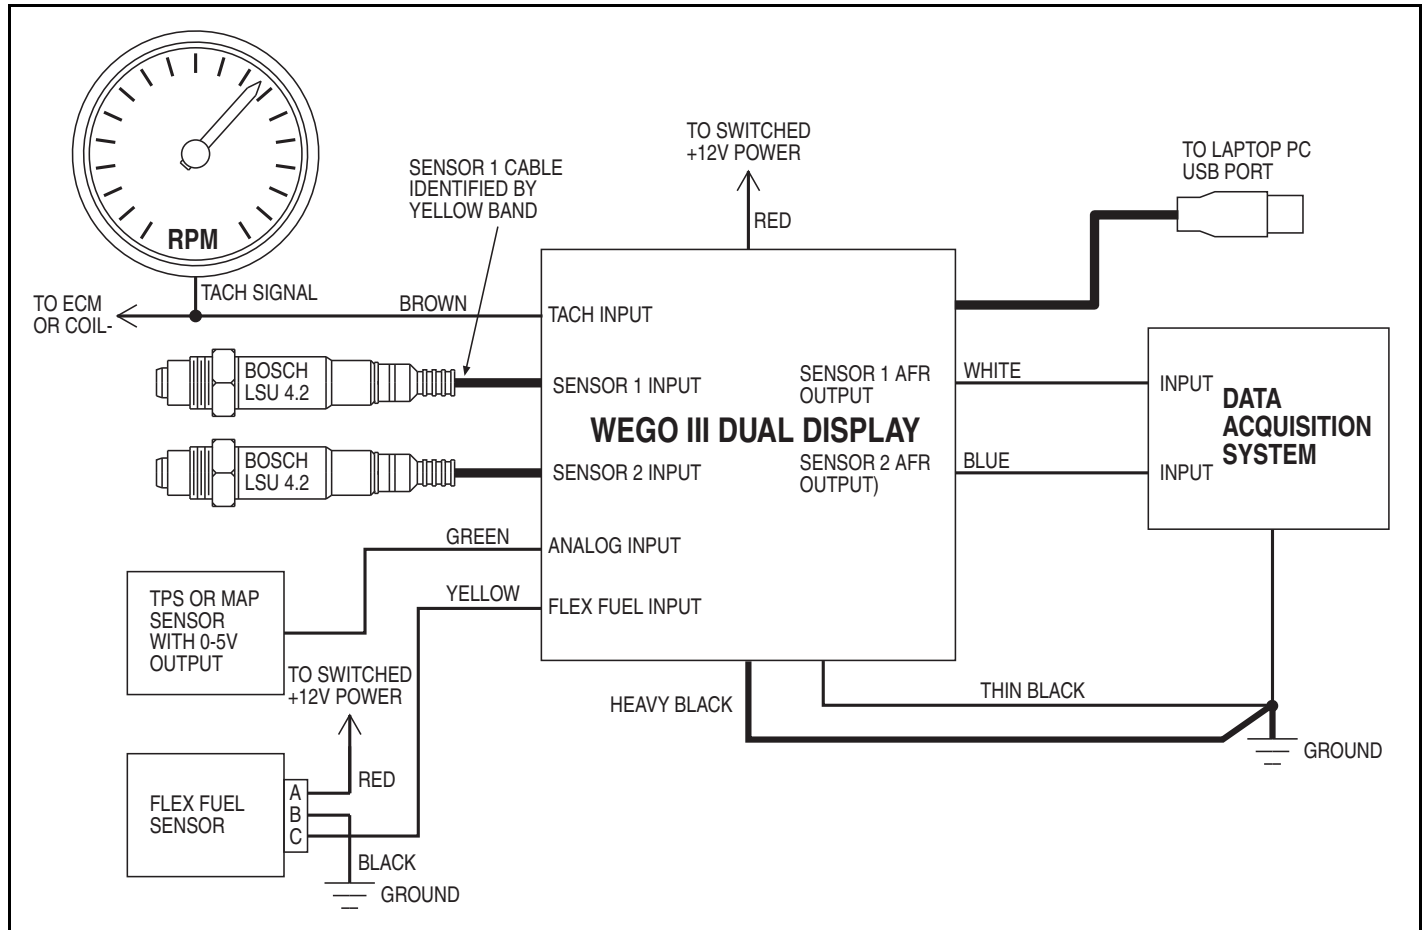 RPM
TACH SIGNAL
TO ECM
OR COIL-
BROWN
SENSOR 1 CABLE
IDENTIFIED BY
YELLOW BAND
TO SWITCHED
+12V POWER
RED
TO LAPTOP PC
USB PORT
TACH INPUT
BOSCH
LSU 4.2
SENSOR 1 INPUT
SENSOR 1 AFR
OUTPUT
WHITE
INPUT
DATA
ACQUISITION
SYSTEM
WEGO III DUAL DISPLAY
BOSCH
LSU 4.2
SENSOR 2 INPUT
SENSOR 2 AFR
OUTPUT)
BLUE
INPUT
GREEN
ANALOG INPUT
YELLOW
FLEX FUEL INPUT
TPS OR MAP
SENSOR
WITH 0-5V
OUTPUT
TO SWITCHED
+12V POWER
RED
HEAVY BLACK
THIN BLACK
GROUND
FLEX FUEL
SENSOR
A
B
C
BLACK
GROUND